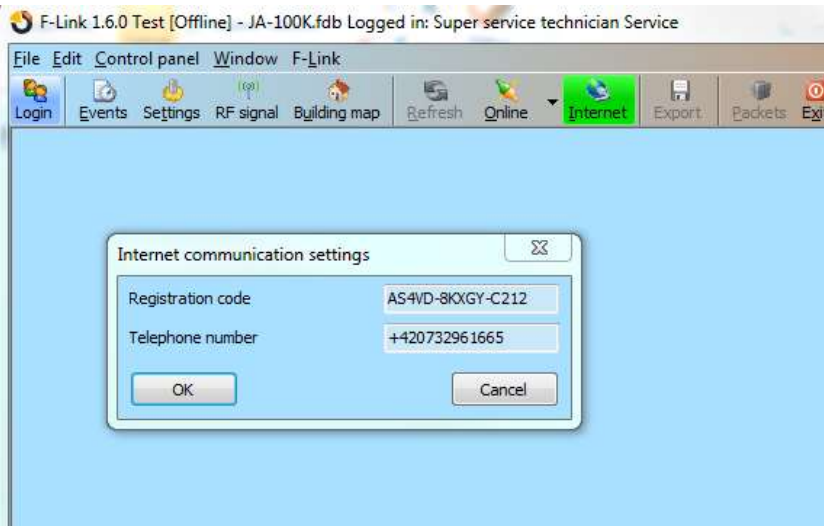 F-Link 1.6.0 Test [Offline] - JA-100K.fdb Logged in: Super service technician Service
File Edit Control panel Window F-Link
Login Events Settings RF signal Building map Refresh Online Internet Export Packets Exi
Internet communication settings
Registration code AS4VD-8KXGY-C212
Telephone number +420732961665
OK Cancel